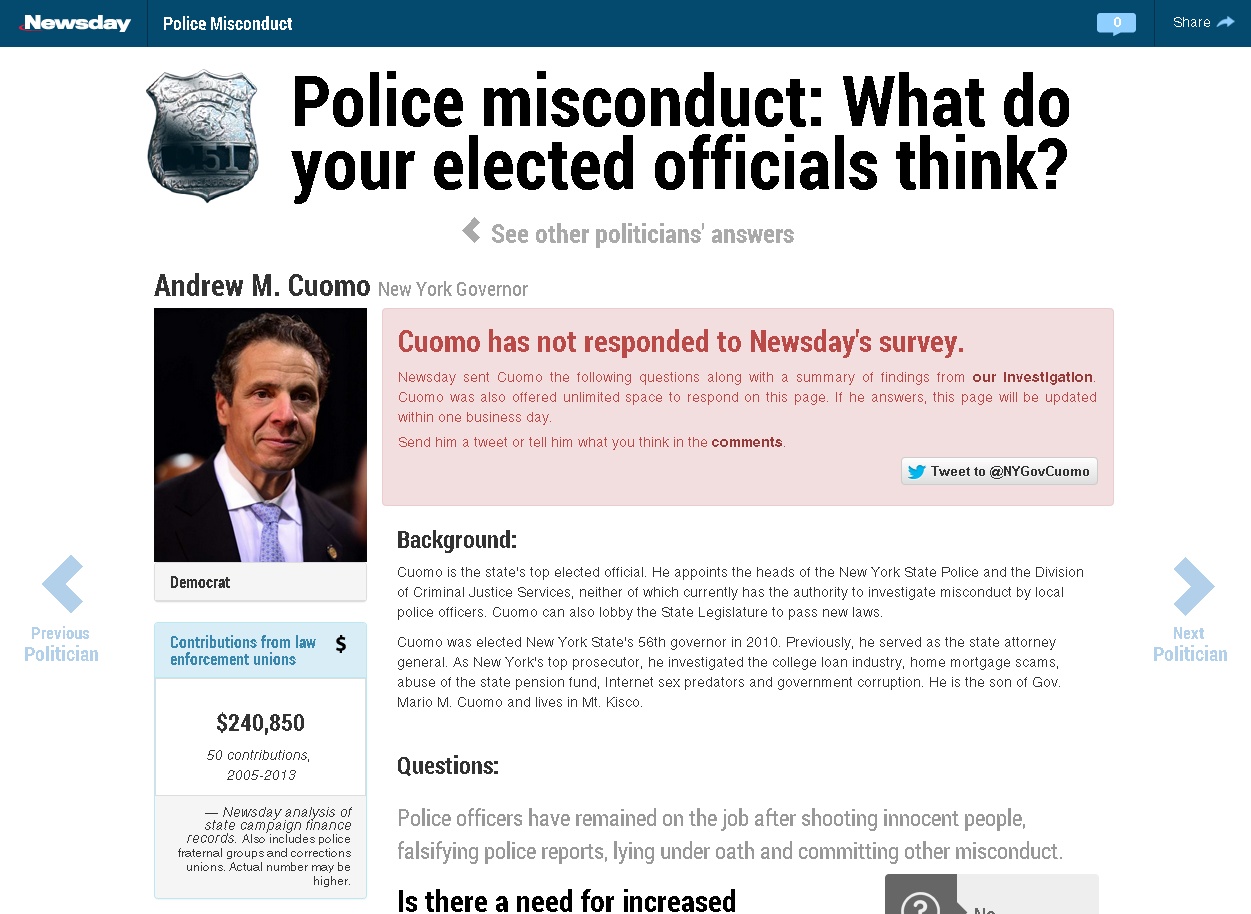 Newsday
Police Misconduct
0
Share
51
Police misconduct: What do
your elected officials think?
See other politicians' answers
Andrew M. Cuomo New York Governor
Cuomo has not responded to Newsday's survey.
Newsday sent Cuomo the following questions along with a summary of findings from our investigation.
Cuomo was also offered unlimited space to respond on this page. If he answers, this page will be updated
within one business day.
Send him a tweet or tell him what you think in the comments.
Tweet to @NYGovCuomo
Democrat
Contributions from law
enforcement unions
$
$240,850
50 contributions,
2005-2013
— Newsday analysis of
state campaign finance
records. Also includes police
fraternal groups and corrections
unions. Actual number may be
higher.
Previous
Politician
Background:
Cuomo is the state's top elected official. He appoints the heads of the New York State Police and the Division
of Criminal Justice Services, neither of which currently has the authority to investigate misconduct by local
police officers. Cuomo can also lobby the State Legislature to pass new laws.
Cuomo was elected New York State's 56th governor in 2010. Previously, he served as the state attorney
general. As New York's top prosecutor, he investigated the college loan industry, home mortgage scams,
abuse of the state pension fund, Internet sex predators and government corruption. He is the son of Gov.
Mario M. Cuomo and lives in Mt. Kisco.
Next
Politician
Questions:
Police officers have remained on the job after shooting innocent people,
falsifying police reports, lying under oath and committing other misconduct.
Is there a need for increased
?
No